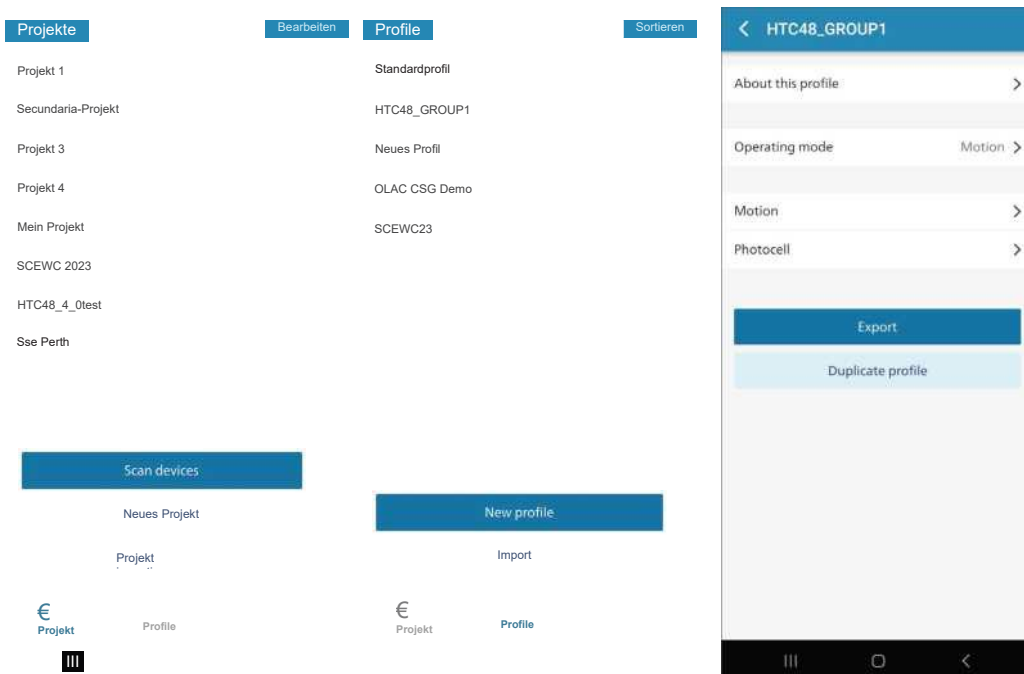 Projekte
Bearbeiten
Projekt 1
Secundaria-Projekt
Projekt 3
Projekt 4
Mein Projekt
SCEWC 2023
HTC48_4_0test
Sse Perth
Scan devices
Neues Projekt
Projekt
€
Projekt
Profile
Profile
Sortieren
Standardprofil
HTC48_GROUP1
Neues Profil
OLAC CSG Demo
SCEWC23
New profile
Import
€
Projekt
Profile
HTC48_GROUP1
About this profile
Operating mode Motion
Motion
Photocell
Export
Duplicate profile